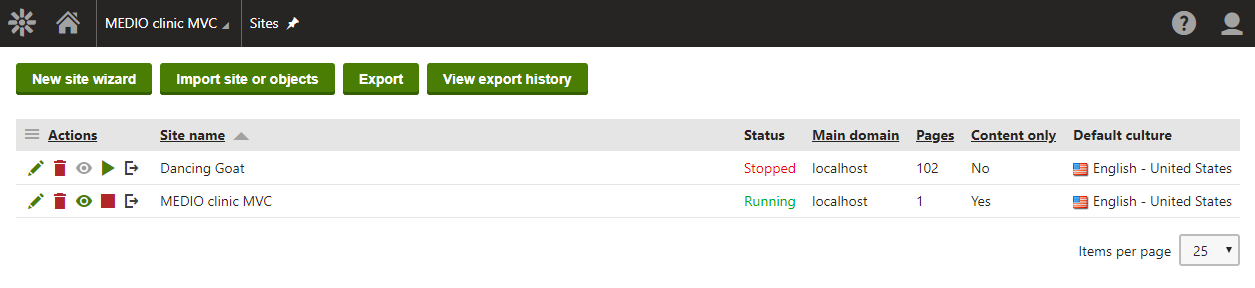 MEDIO clinic MVC Sites
New site wizard Import site or objects Export View export history
Actions Site name Status Main domain Pages Content only Default culture
Dancing Goat Stopped localhost 102 No English - United States
MEDIO clinic MVC Running localhost 1 Yes English - United States
Items per page 25